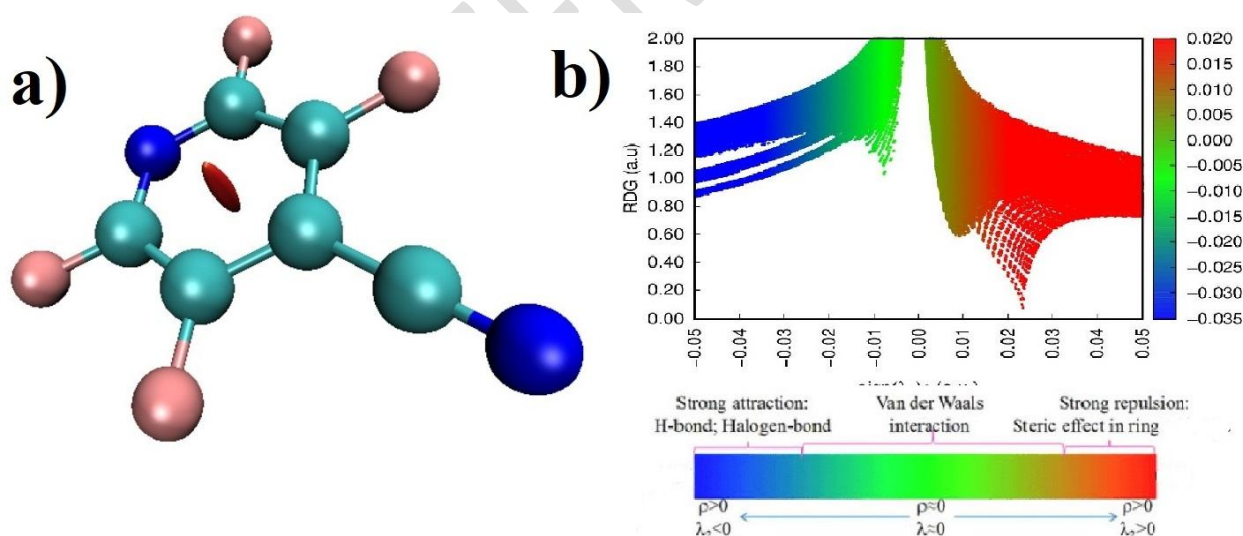 a)
b)
RDG (a.u)
2.00
1.80
1.60
1.40
1.20
1.00
0.80
0.60
0.40
0.20
0.00
−0.05
−0.04
−0.03
−0.02
−0.01
0.00
0.01
0.02
0.03
0.04
0.05
0.020
0.015
0.010
0.005
0.000
−0.005
−0.010
−0.015
−0.020
−0.025
−0.030
−0.035
Strong attraction:
H-bond; Halogen-bond
Van der Waals
interaction
Strong repulsion:
Steric effect in ring
ρ>0
λ₂<0
ρ≈0
λ≈0
ρ>0
λ₂>0